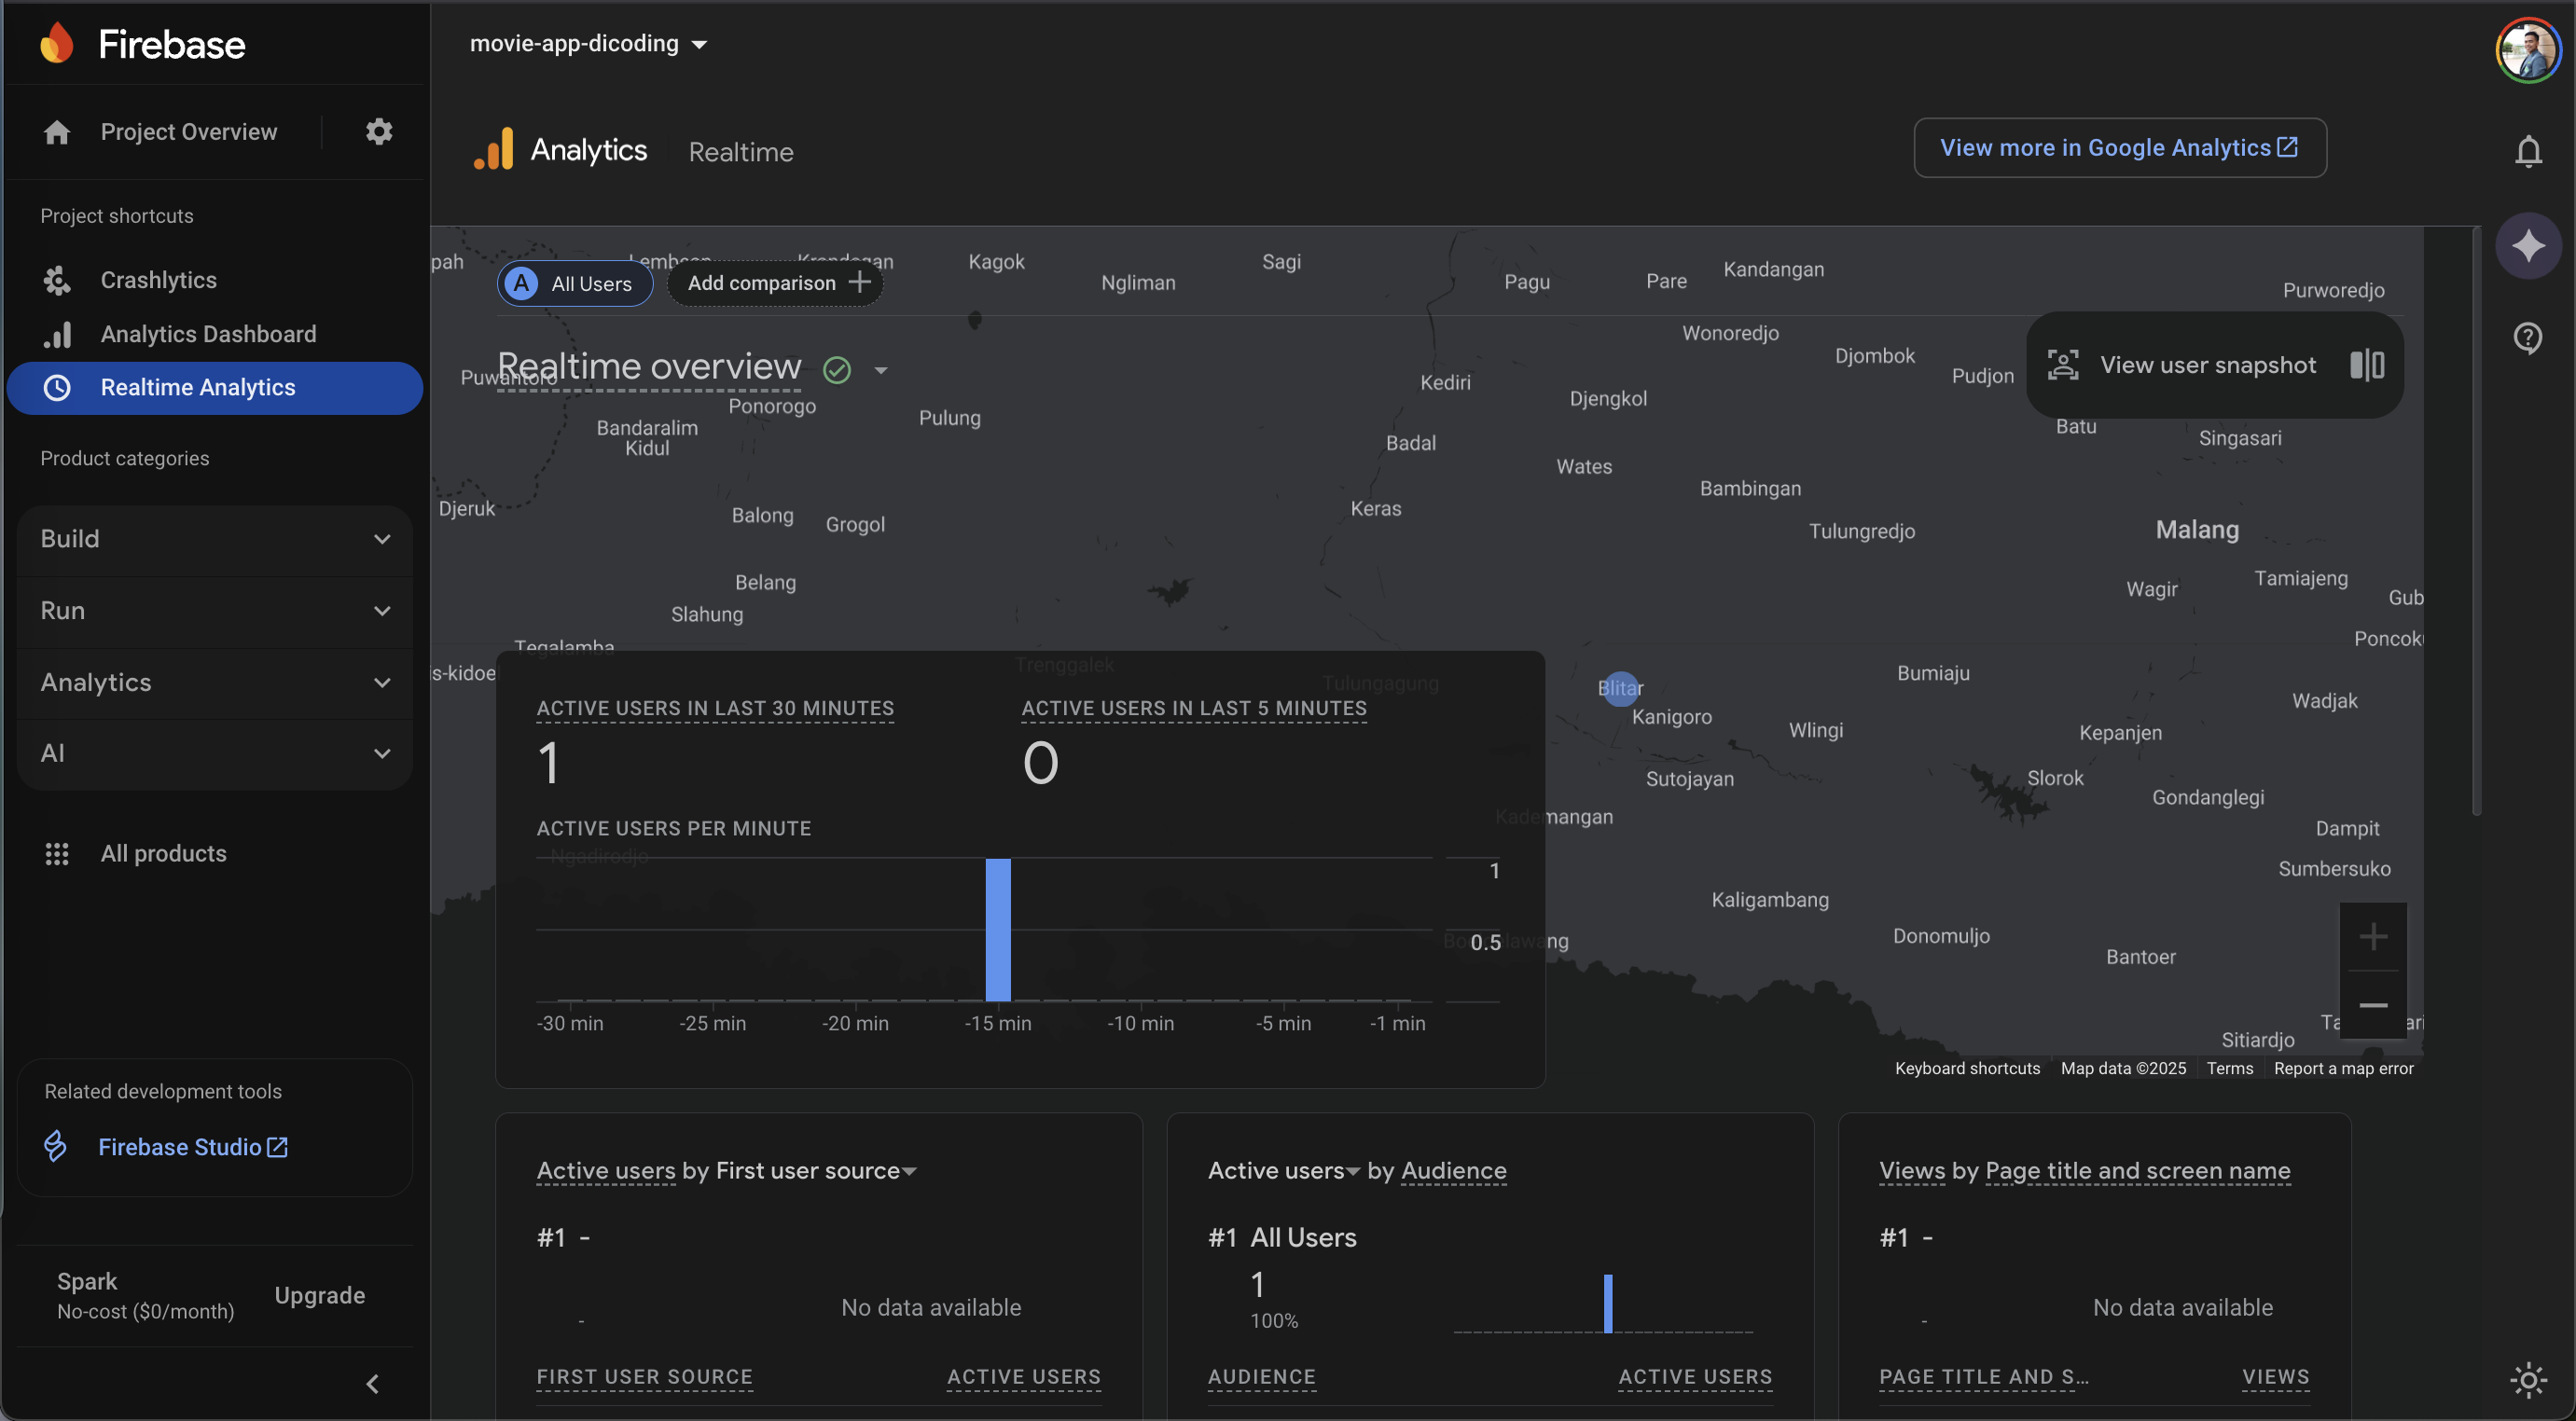 Firebase
Project Overview
Project shortcuts
Crashlytics
Analytics Dashboard
Realtime Analytics
Product categories
Build
Run
Analytics
AI
All products
Related development tools
Firebase Studio
Spark
No-cost ($0/month)
Upgrade
movie-app-dicoding
Analytics
Realtime
View more in Google Analytics
A
All Users
Add comparison +
Realtime overview
View user snapshot
pah
Kagok
Ngliman
Sagi
Pagu
Pare
Kandangan
Purworedjo
Wonoredjo
Djombok
Pudjon
Puwantoro
Ponorogo
Bandaralim
Kidul
Pulung
Kediri
Djengkol
Badal
Batu
Singasari
Wates
Bambingan
Djeruk
Balong
Grogol
Keras
Tulungredjo
Malang
Belang
Slahung
Wagir
Tamiajeng
Gub
Poncok
Tegalamba
is-kidoe
Trenggalek
Tulungagung
Blitar
Kanigoro
Bumiaju
Wadjak
Wlingi
Kepanjen
Sutojayan
Slorok
Gondanglegi
Kademangan
Dampit
Sumbersuko
Kaligambang
Donomuljo
Bantoer
Sitiardjo
Ngadirodjo
ACTIVE USERS IN LAST 30 MINUTES
1
ACTIVE USERS IN LAST 5 MINUTES
0
ACTIVE USERS PER MINUTE
1
0.5
-30 min
-25 min
-20 min
-15 min
-10 min
-5 min
-1 min
Keyboard shortcuts
Map data ©2025
Terms
Report a map error
Active users by First user source
#1 -
-
No data available
FIRST USER SOURCE
ACTIVE USERS
Active users by Audience
#1 All Users
1
100%
AUDIENCE
ACTIVE USERS
Views by Page title and screen name
#1 -
-
No data available
PAGE TITLE AND S...
VIEWS